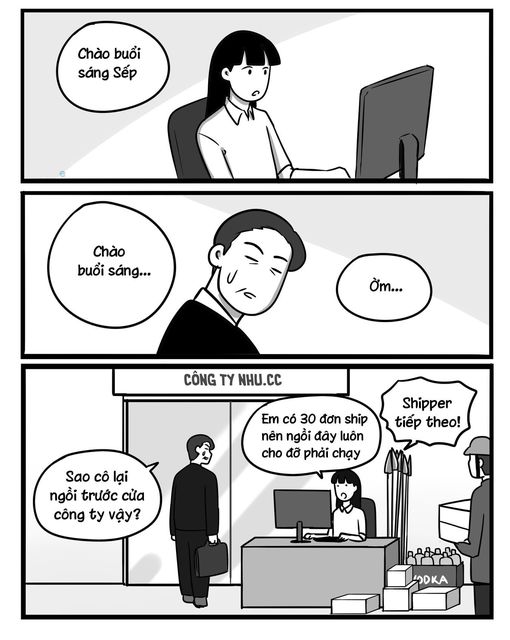 Chào buổi
sáng Sếp
Chào
buổi sáng...
Ờm...
CÔNG TY NHU.CC
Shipper
tiếp theo!
Em có 30 đơn ship
nên ngồi đây luôn
cho đỡ phải chạy
Sao cô lại
ngồi trước cửa
công ty vậy?
VODKA